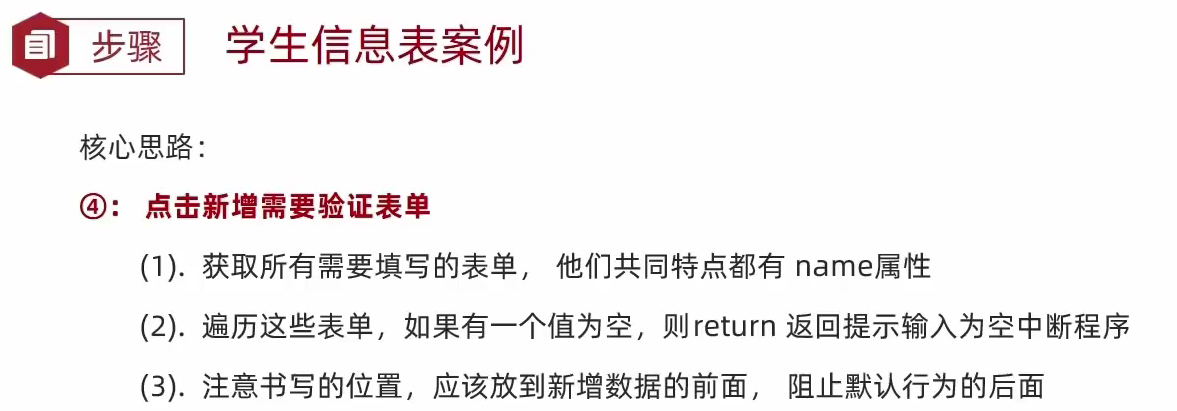 步骤 学生信息表案例
核心思路：
④： 点击新增需要验证表单
(1). 获取所有需要填写的表单， 他们共同特点都有 name属性
(2). 遍历这些表单，如果有一个值为空，则return 返回提示输入为空中断程序
(3). 注意书写的位置，应该放到新增数据的前面， 阻止默认行为的后面